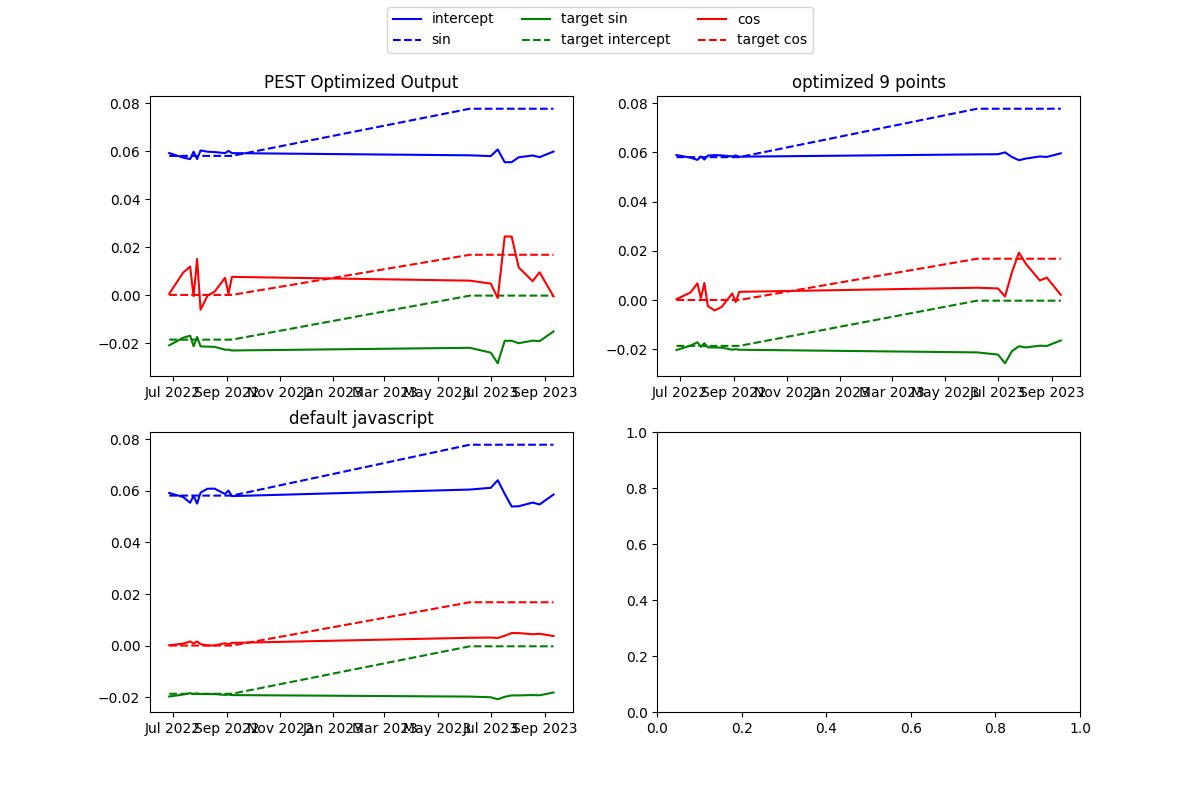 intercept target sin cos
sin target intercept target cos
PEST Optimized Output optimized 9 points
0.08 0.08
0.06 0.06
0.04 0.04
0.02 0.02
0.00 0.00
−0.02 −0.02
Jul 2022 Sep 2022 Nov 2022 Jan 2023 Mar 2023 May 2023 Jul 2023 Sep 2023 Jul 2022 Sep 2022 Nov 2022 Jan 2023 Mar 2023 May 2023 Jul 2023 Sep 2023
default javascript
0.08 1.0
0.06 0.8
0.04 0.6
0.02 0.4
0.00 0.2
−0.02 0.0
Jul 2022 Sep 2022 Nov 2022 Jan 2023 Mar 2023 May 2023 Jul 2023 Sep 2023 0.0 0.2 0.4 0.6 0.8 1.0